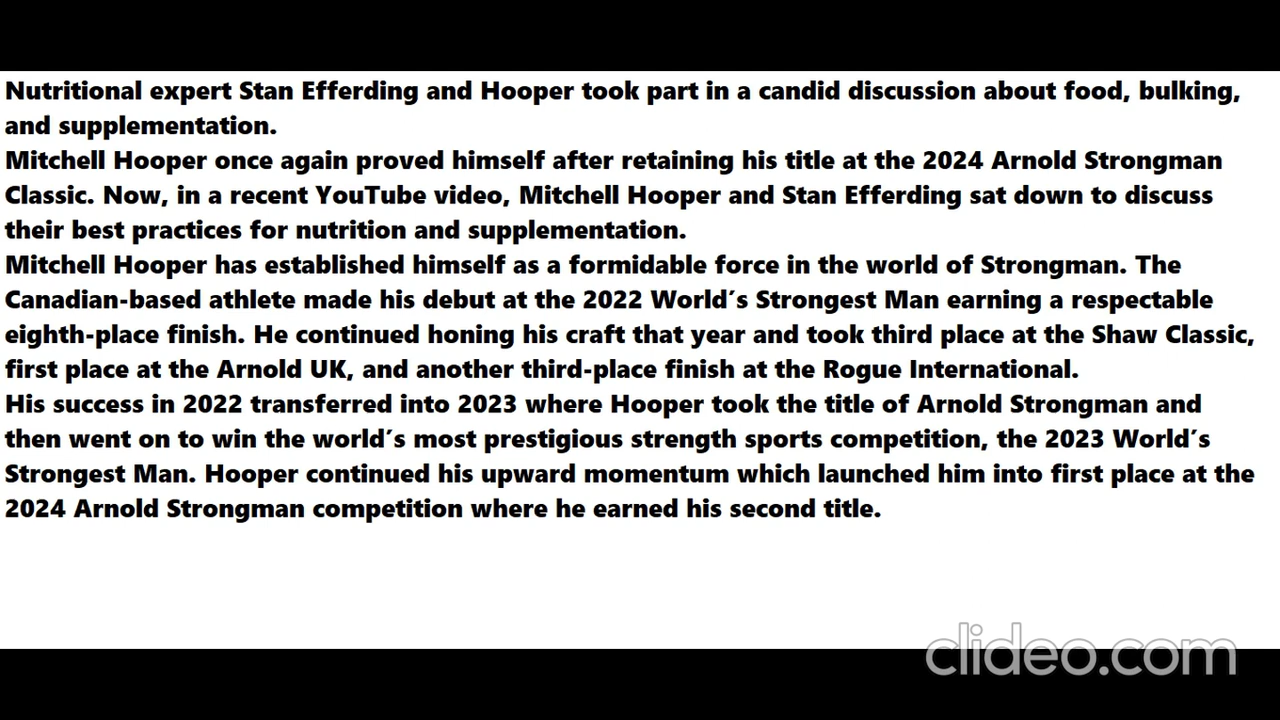 Nutritional expert Stan Efferding and Hooper took part in a candid discussion about food, bulking,
and supplementation.
Mitchell Hooper once again proved himself after retaining his title at the 2024 Arnold Strongman
Classic. Now, in a recent YouTube video, Mitchell Hooper and Stan Efferding sat down to discuss
their best practices for nutrition and supplementation.
Mitchell Hooper has established himself as a formidable force in the world of Strongman. The
Canadian-based athlete made his debut at the 2022 World′s Strongest Man earning a respectable
eighth-place finish. He continued honing his craft that year and took third place at the Shaw Classic,
first place at the Arnold UK, and another third-place finish at the Rogue International.
His success in 2022 transferred into 2023 where Hooper took the title of Arnold Strongman and
then went on to win the world′s most prestigious strength sports competition, the 2023 World′s
Strongest Man. Hooper continued his upward momentum which launched him into first place at the
2024 Arnold Strongman competition where he earned his second title.
clideo.com